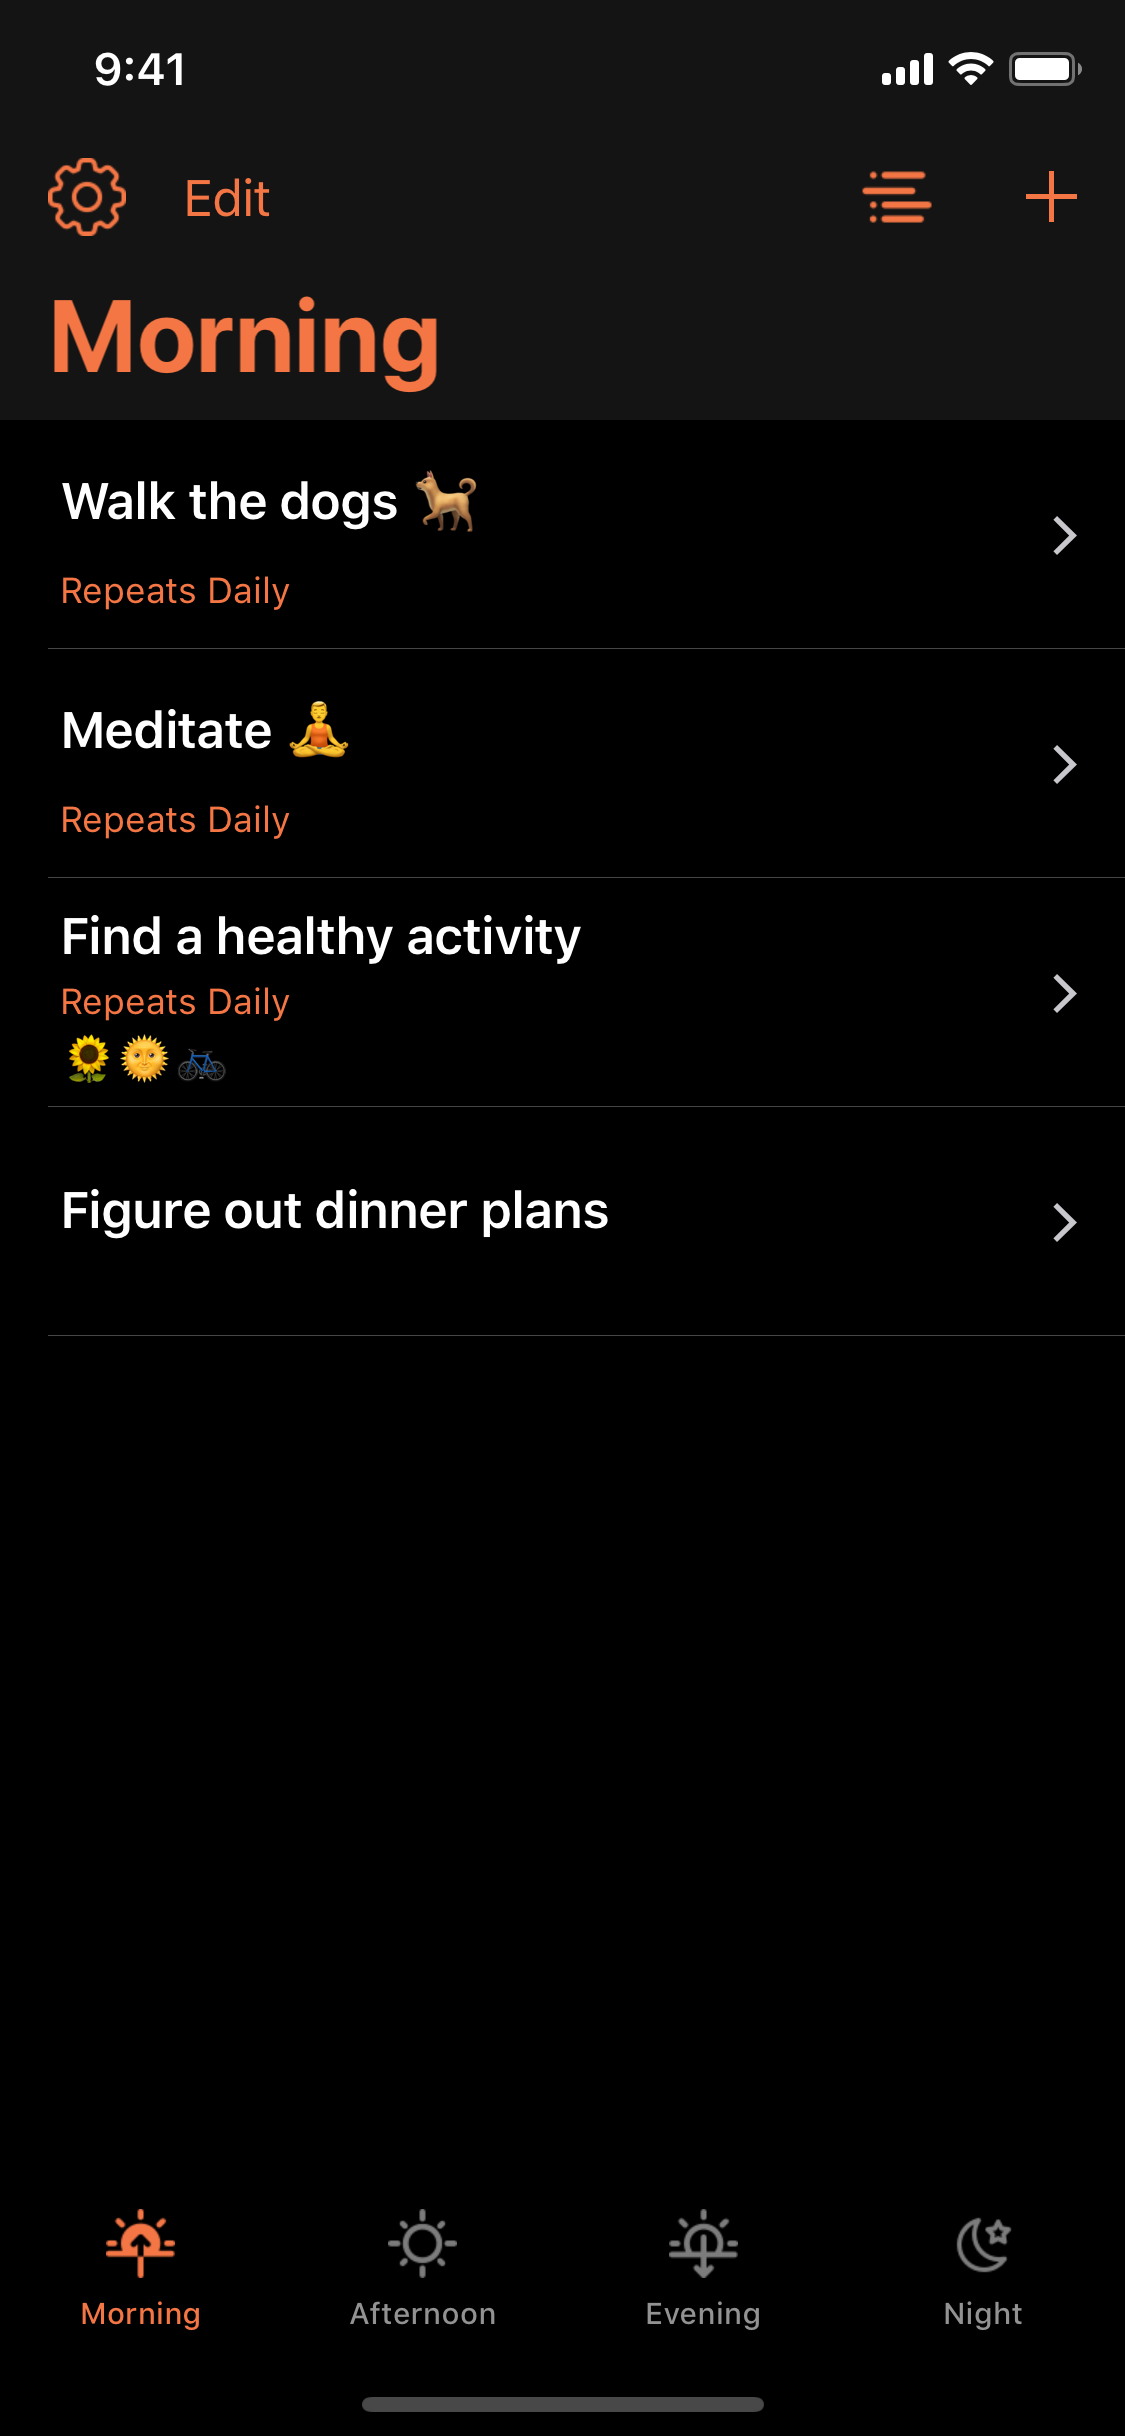 9:41
Edit
Morning
Walk the dogs 🐕
Repeats Daily
Meditate 🧘‍♂️
Repeats Daily
Find a healthy activity
Repeats Daily
🌻🌞🚲
Figure out dinner plans
Morning
Afternoon
Evening
Night